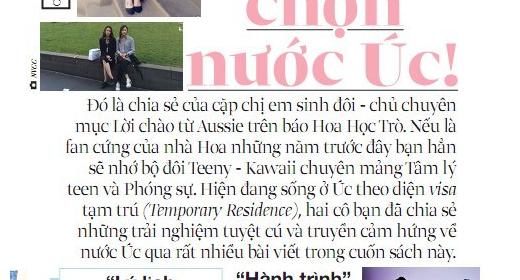 chọn
nước Úc!
NVCC
Đó là chia sẻ của cặp chị em sinh đôi - chủ chuyên
mục Lời chào từ Aussie trên báo Hoa Học Trò. Nếu là
fan cứng của nhà Hoa những năm trước đây bạn hẳn
sẽ nhớ bộ đôi Teeny - Kawaii chuyên mảng Tâm lý
teen và Phóng sự. Hiện đang sống ở Úc theo diện visa
tạm trú (Temporary Residence), hai cô bạn đã chia sẻ
những trải nghiệm tuyệt cú và truyền cảm hứng về
nước Úc qua rất nhiều bài viết trong cuốn sách này.
"Lý lịch
"Hành trình"